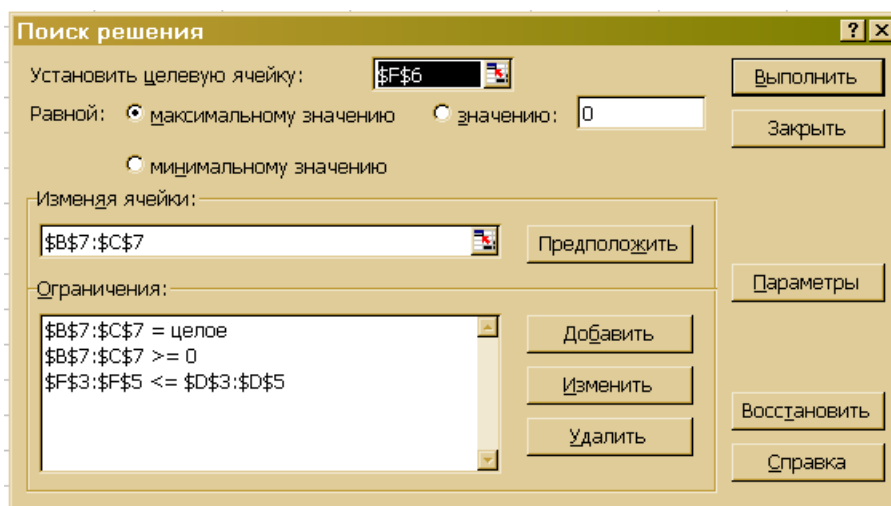 Поиск решения
Установить целевую ячейку: $F$6
Выполнить
Равной: максимальному значению значению: 0
Закрыть
минимальному значению
Изменяя ячейки:
$B$7:$C$7
Предположить
Параметры
Ограничения:
$B$7:$C$7 = целое
$B$7:$C$7 >= 0
$F$3:$F$5 <= $D$3:$D$5
Добавить
Изменить
Удалить
Восстановить
Справка